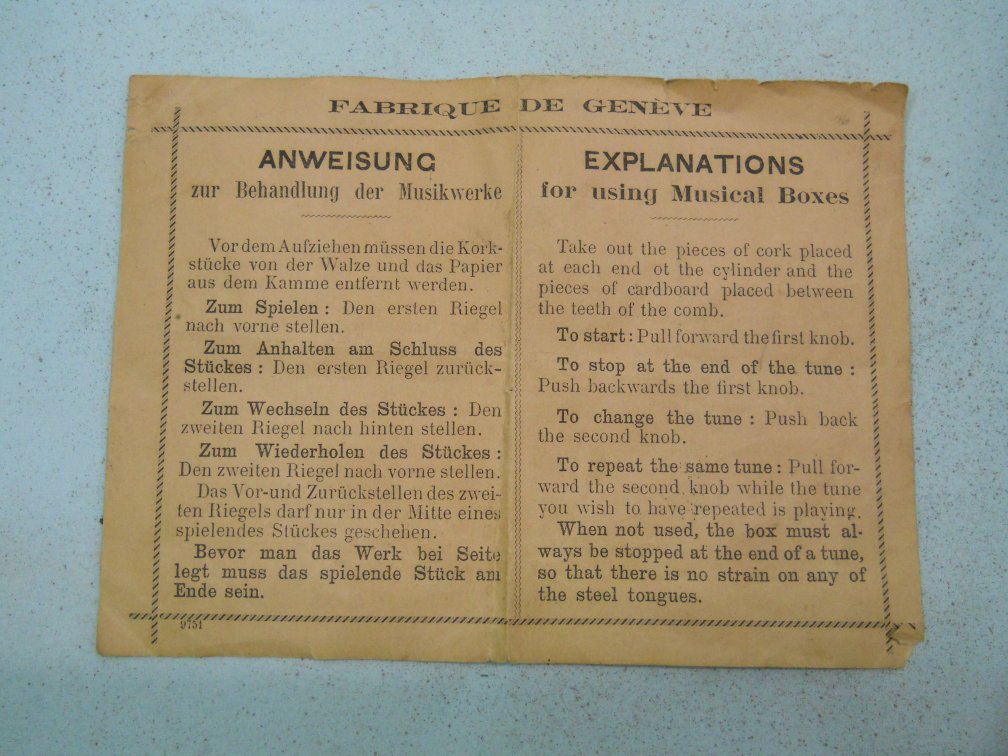 FABRIQUE DE GENÈVE
ANWEISUNG
zur Behandlung der Musikwerke
Vor dem Aufziehen müssen die Kork-
stücke von der Walze und das Papier
aus dem Kamme entfernt werden.
Zum Spielen : Den ersten Riegel
nach vorne stellen.
Zum Anhalten am Schluss des
Stückes : Den ersten Riegel zurück-
stellen.
Zum Wechseln des Stückes : Den
zweiten Riegel nach hinten stellen.
Zum Wiederholen des Stückes :
Den zweiten Riegel nach vorne stellen.
Das Vor-und Zurückstellen des zwei-
ten Riegels darf nur in der Mitte eines
spielendes Stückes geschehen.
Bevor man das Werk bei Seite
legt muss das spielende Stück am
Ende sein.
9751
EXPLANATIONS
for using Musical Boxes
Take out the pieces of cork placed
at each end ot the cylinder and the
pieces of cardboard placed between
the teeth of the comb.
To start : Pull forward the first knob.
To stop at the end of the tune :
Push backwards the first knob.
To change the tune : Push back
the second knob.
To repeat the same tune : Pull for-
ward the second knob while the tune
you wish to have repeated is playing.
When not used, the box must al-
ways be stopped at the end of a tune,
so that there is no strain on any of
the steel tongues.